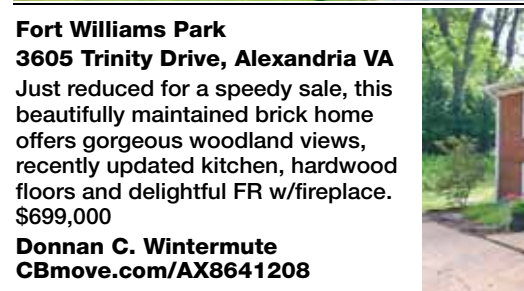 Fort Williams Park
3605 Trinity Drive, Alexandria VA
Just reduced for a speedy sale, this
beautifully maintained brick home
offers gorgeous woodland views,
recently updated kitchen, hardwood
floors and delightful FR w/fireplace.
$699,000
Donnan C. Wintermute
CBmove.com/AX8641208